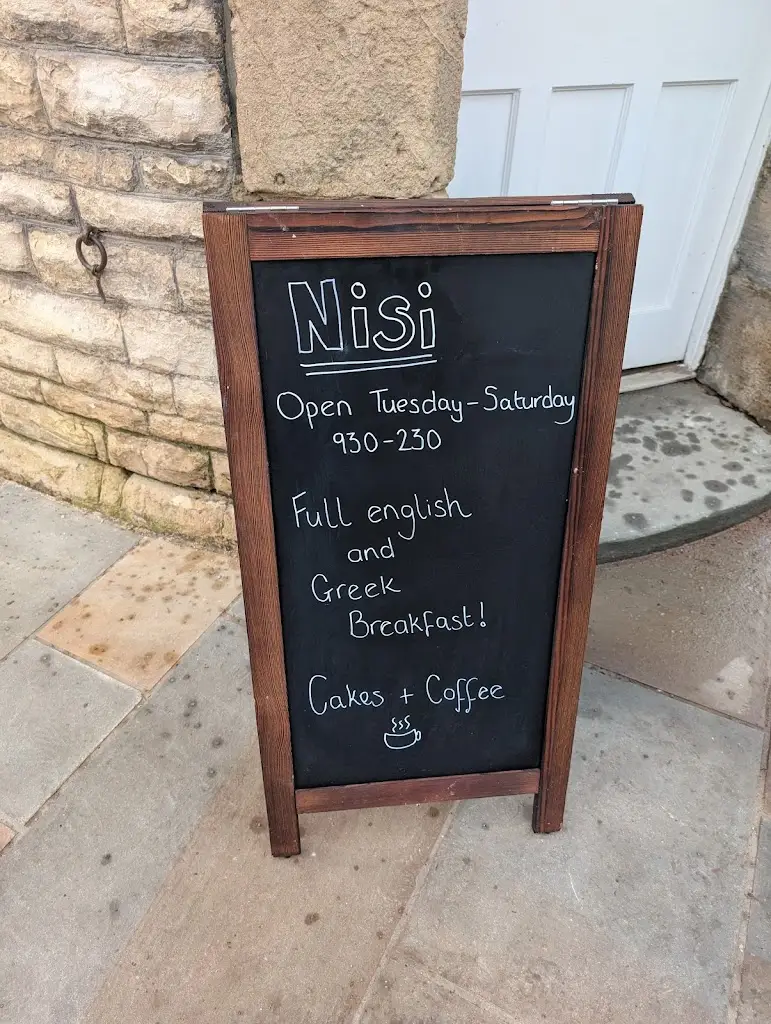 Nisi
Open Tuesday-Saturday
930-230
Full english
and
Greek
Breakfast!
Cakes + Coffee